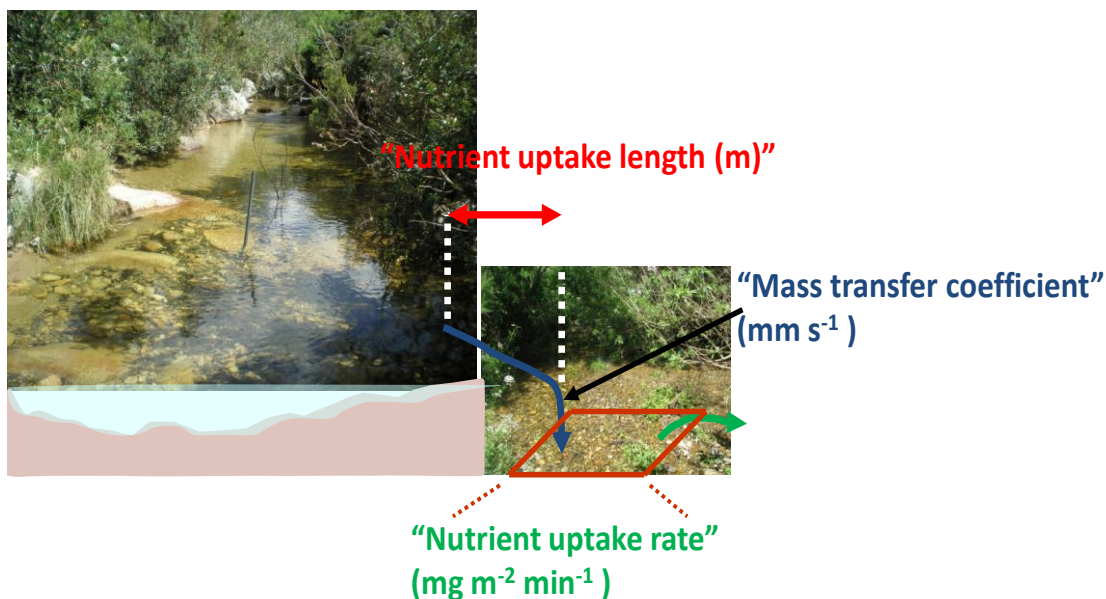 “Nutrient uptake length (m)”
“Mass transfer coefficient”
(mm s⁻¹ )
“Nutrient uptake rate”
(mg m⁻² min⁻¹ )